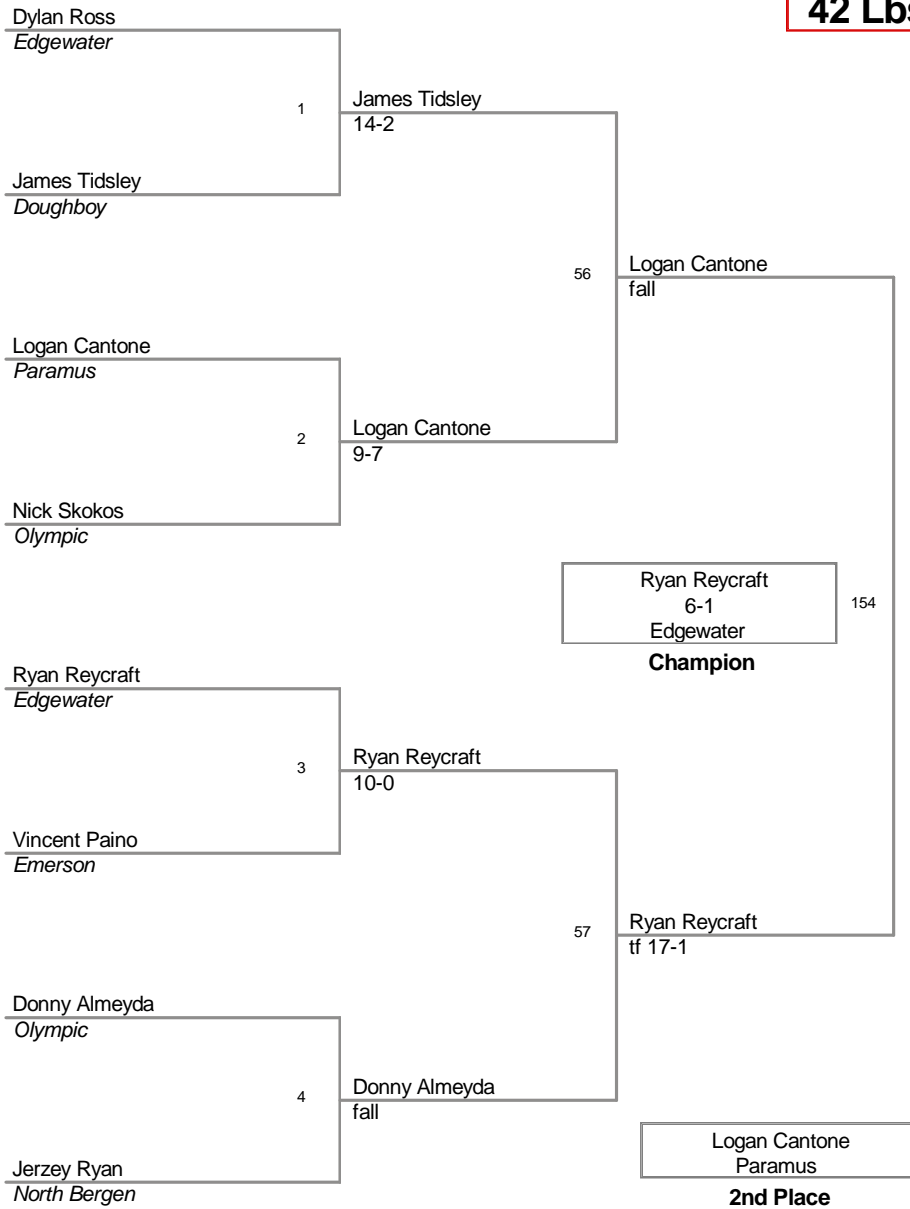 Dylan Ross
Edgewater
42 Lbs
1
James Tidsley
14-2
James Tidsley
Doughboy
56
Logan Cantone
fall
Logan Cantone
Paramus
2
Logan Cantone
9-7
Nick Skokos
Olympic
Ryan Reycraft
6-1
Edgewater
154
Champion
Ryan Reycraft
Edgewater
3
Ryan Reycraft
10-0
Vincent Paino
Emerson
57
Ryan Reycraft
tf 17-1
Donny Almeyda
Olympic
4
Donny Almeyda
fall
Jerzey Ryan
North Bergen
Logan Cantone
Paramus
2nd Place